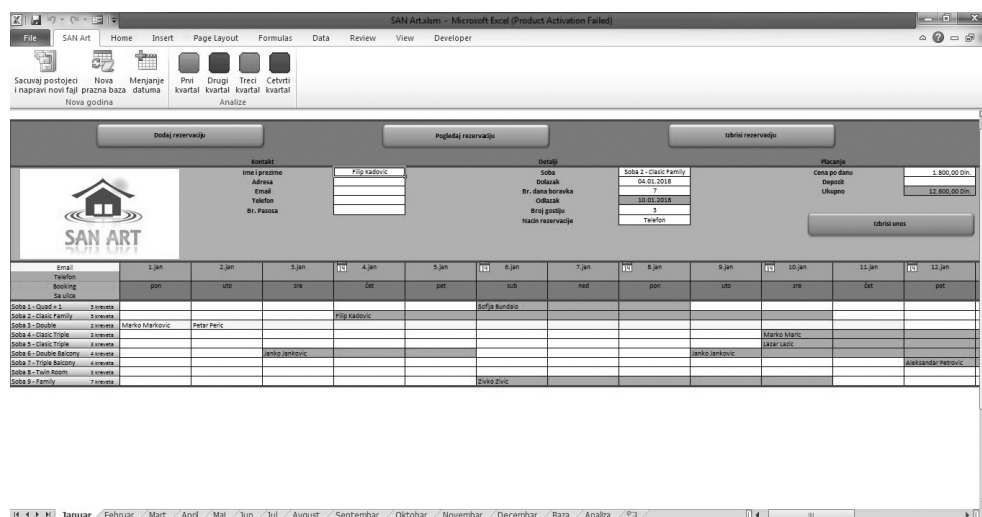 SAN Art.xlsm - Microsoft Excel (Product Activation Failed)
File SAN Art Home Insert Page Layout Formulas Data Review View Developer
Sacuvaj postojeci i napravi novi fajl
Nova prazna baza
Menjanje datuma
Prvi kvartal
Drugi kvartal
Treci kvartal
Cetvrti kvartal
Nova godina Analize
Dodaj rezervaciju Pogledaj rezervaciju Izbrisi rezervadju
Kontakt Detalji Placanje
Ime i prezime Filip Kadovic Soba Soba 2 - Clasic Family Cena po danu 1.800,00 Din.
Adresa Dolazak 04.01.2018 Depozit
Email Br. dana boravka 7 Ukupno 12.600,00 Din.
Telefon Odlazak 10.01.2018
Br. Pasosa Broj gostiju 3
Nacin rezervacije Telefon
Izbrisi unos
SAN ART
Email 1.jan 2.jan 3.jan 4.jan 5.jan 6.jan 7.jan 8.jan 9.jan 10.jan 11.jan 12.jan
Telefon
Booking pon uto sre čet pet sub ned pon uto sre čet pet
Sa ulice
Soba 1 - Quad + 1 5 kreveta Sofija Bundalo
Soba 2 - Clasic Family 5 kreveta Filip Kadovic
Soba 3 - Double 2 kreveta Marko Markovic Petar Peric
Soba 4 - Clasic Triple 3 kreveta Marko Maric
Soba 5 - Clasic Triple 3 kreveta Lazar Lazic
Soba 6 - Double Balcony 4 kreveta Janko Jankovic Janko Jankovic
Soba 7 - Triple Balcony 4 kreveta Aleksandar Petrovic
Soba 8 - Twin Room kreveta
Soba 9 - Family 7 kreveta Zivko Zivic
Januar Februar Mart April Maj Jun Jul Avgust Septembar Oktobar Novembar Decembar Baza Analiza